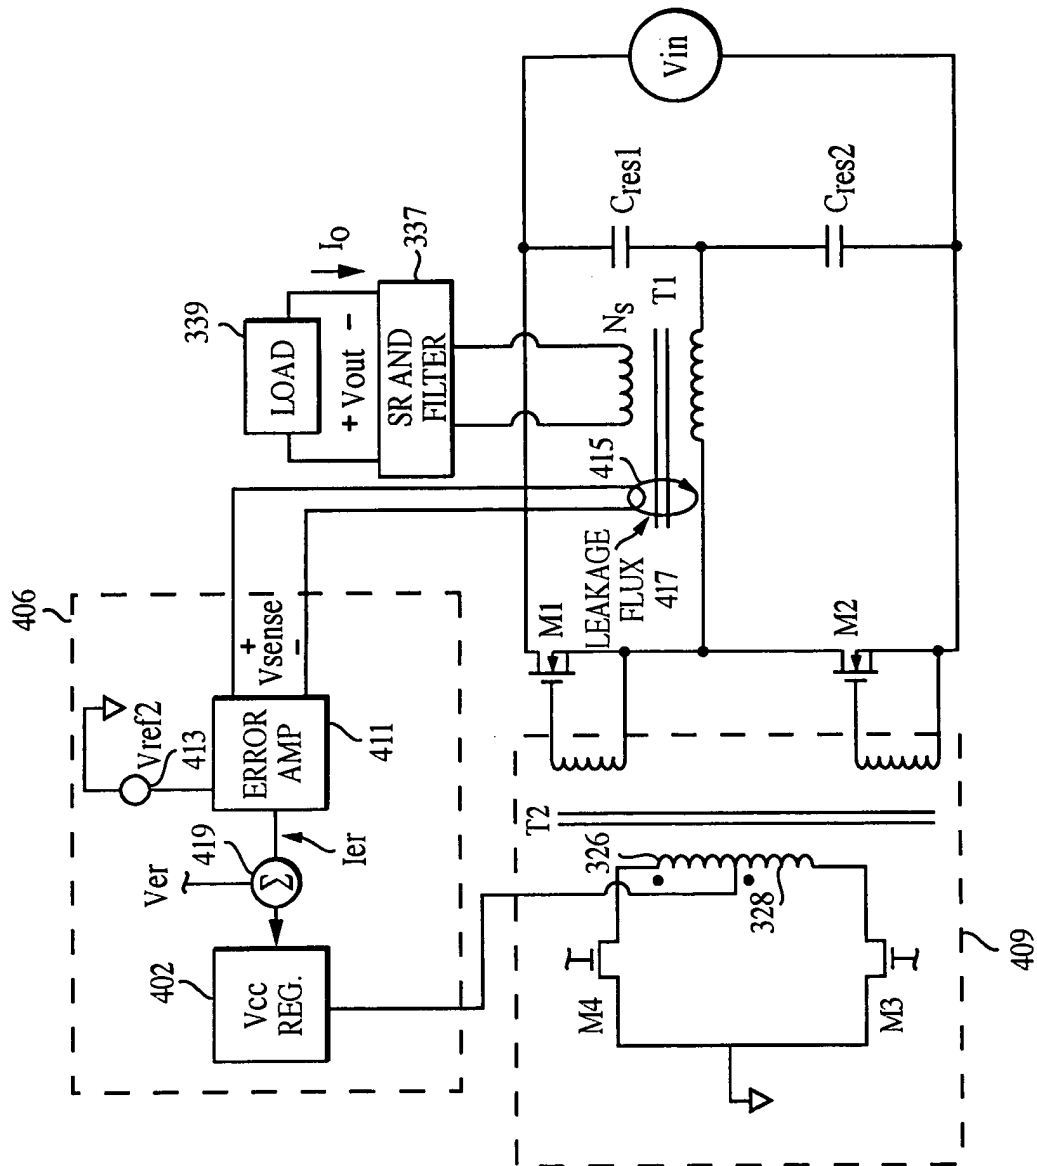 406
Vref2
413
Ver
419
402
Vcc
REG.
ERROR
AMP
+
Vsense
−
Ier
411
339
LOAD
+ Vout −
Io
337
SR AND
FILTER
NS
T1
415
LEAKAGE
FLUX
417
Cres1
Cres2
Vin
M1
M2
T2
326
328
M4
M3
409
Σ